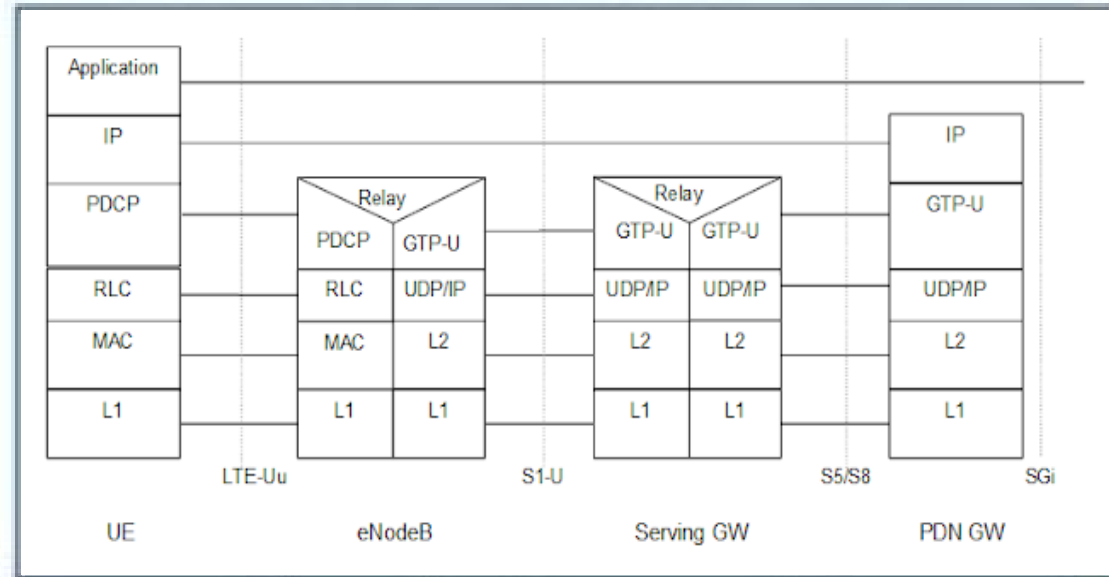 Application
IP
IP
Relay
Relay
PDCP
GTP-U
PDCP
GTP-U
GTP-U
GTP-U
RLC
RLC
UDP/IP
UDP/IP
UDP/IP
UDP/IP
MAC
MAC
L2
L2
L2
L2
L1
L1
L1
L1
L1
L1
LTE-Uu
S1-U
S5/S8
SGi
UE
eNodeB
Serving GW
PDN GW